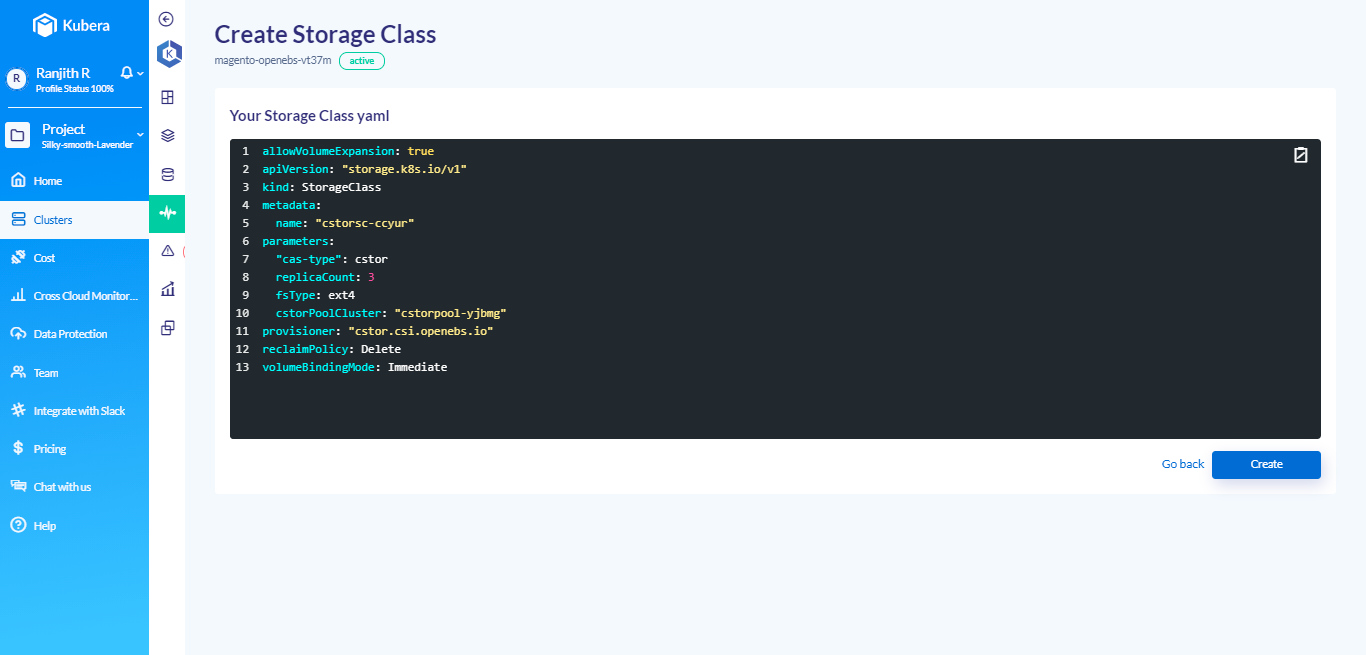 Kubera
R
Ranjith R
Profile Status 100%
Project
Silky-smooth-Lavender
Home
Clusters
Cost
Cross Cloud Monitor...
Data Protection
Team
Integrate with Slack
Pricing
Chat with us
Help
K
Create Storage Class
magento-openebs-vt37m active
Your Storage Class yaml
1 allowVolumeExpansion: true
2 apiVersion: "storage.k8s.io/v1"
3 kind: StorageClass
4 metadata:
5   name: "cstorsc-ccyur"
6 parameters:
7   "cas-type": cstor
8   replicaCount: 3
9   fsType: ext4
10   cstorPoolCluster: "cstorpool-yjbmg"
11 provisioner: "cstor.csi.openebs.io"
12 reclaimPolicy: Delete
13 volumeBindingMode: Immediate
Go back Create